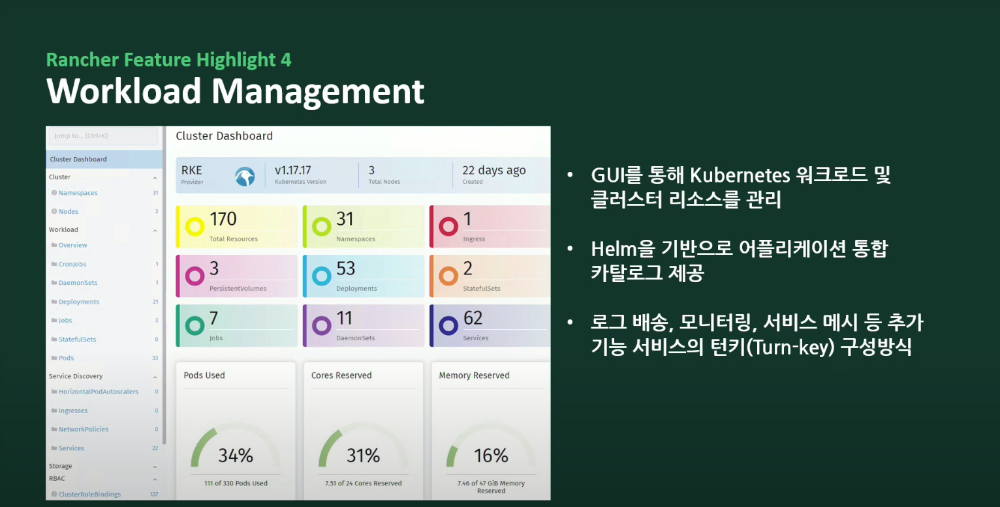 Rancher Feature Highlight 4
Workload Management
Jump to... (Ctrl+K)
Cluster Dashboard
Cluster
Namespaces 31
Nodes 3
Workload
Overview
CronJobs 1
DaemonSets 1
Deployments 21
Jobs 3
StatefulSets 0
Pods 33
Service Discovery
HorizontalPodAutoscalers 0
Ingresses 0
NetworkPolicies 0
Services 22
Storage
RBAC
ClusterRoleBindings 137
Cluster Dashboard
RKE
Provider
v1.17.17
Kubernetes Version
3
Total Nodes
22 days ago
Created
170
Total Resources
31
Namespaces
1
Ingress
3
PersistentVolumes
53
Deployments
2
StatefulSets
7
Jobs
11
DaemonSets
62
Services
Pods Used
34%
111 of 330 Pods Used
Cores Reserved
31%
7.51 of 24 Cores Reserved
Memory Reserved
16%
7.46 of 47 GiB Memory
Reserved
• GUI를 통해 Kubernetes 워크로드 및
클러스터 리소스를 관리
• Helm을 기반으로 어플리케이션 통합
카탈로그 제공
• 로그 배송, 모니터링, 서비스 메시 등 추가
기능 서비스의 턴키(Turn-key) 구성방식